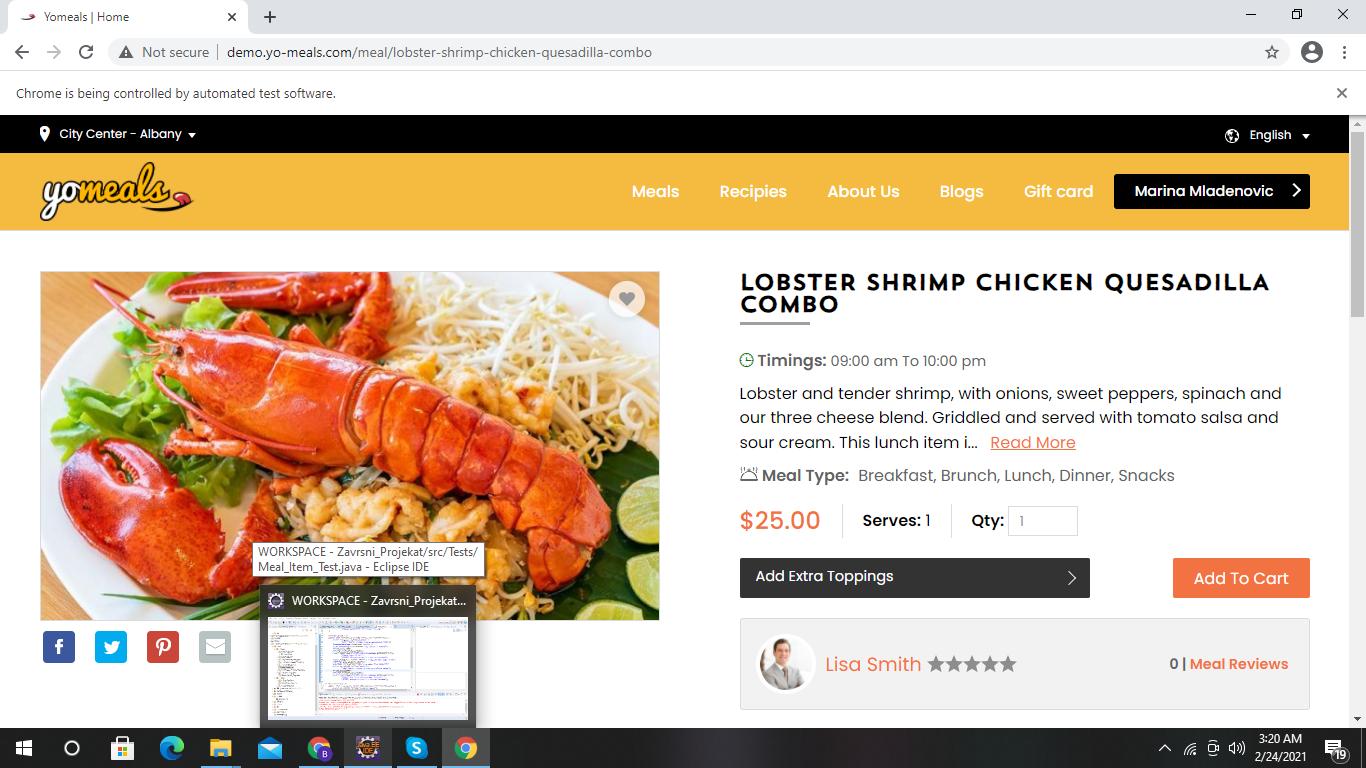 Yomeals | Home
Not secure
demo.yo-meals.com/meal/lobster-shrimp-chicken-quesadilla-combo
Chrome is being controlled by automated test software.
City Center - Albany
English
yomeals
Meals
Recipies
About Us
Blogs
Gift card
Marina Mladenovic
LOBSTER SHRIMP CHICKEN QUESADILLA
COMBO
Timings: 09:00 am To 10:00 pm
Lobster and tender shrimp, with onions, sweet peppers, spinach and
our three cheese blend. Griddled and served with tomato salsa and
sour cream. This lunch item i... Read More
Meal Type: Breakfast, Brunch, Lunch, Dinner, Snacks
$25.00
Serves: 1
Qty: 1
Add Extra Toppings
Add To Cart
Lisa Smith
0 | Meal Reviews
WORKSPACE - Zavrsni_Projekat/src/Tests/
Meal_Item_Test.java - Eclipse IDE
WORKSPACE - Zavrsni_Projekat...
B
Java EE
IDE
3:20 AM
2/24/2021
19